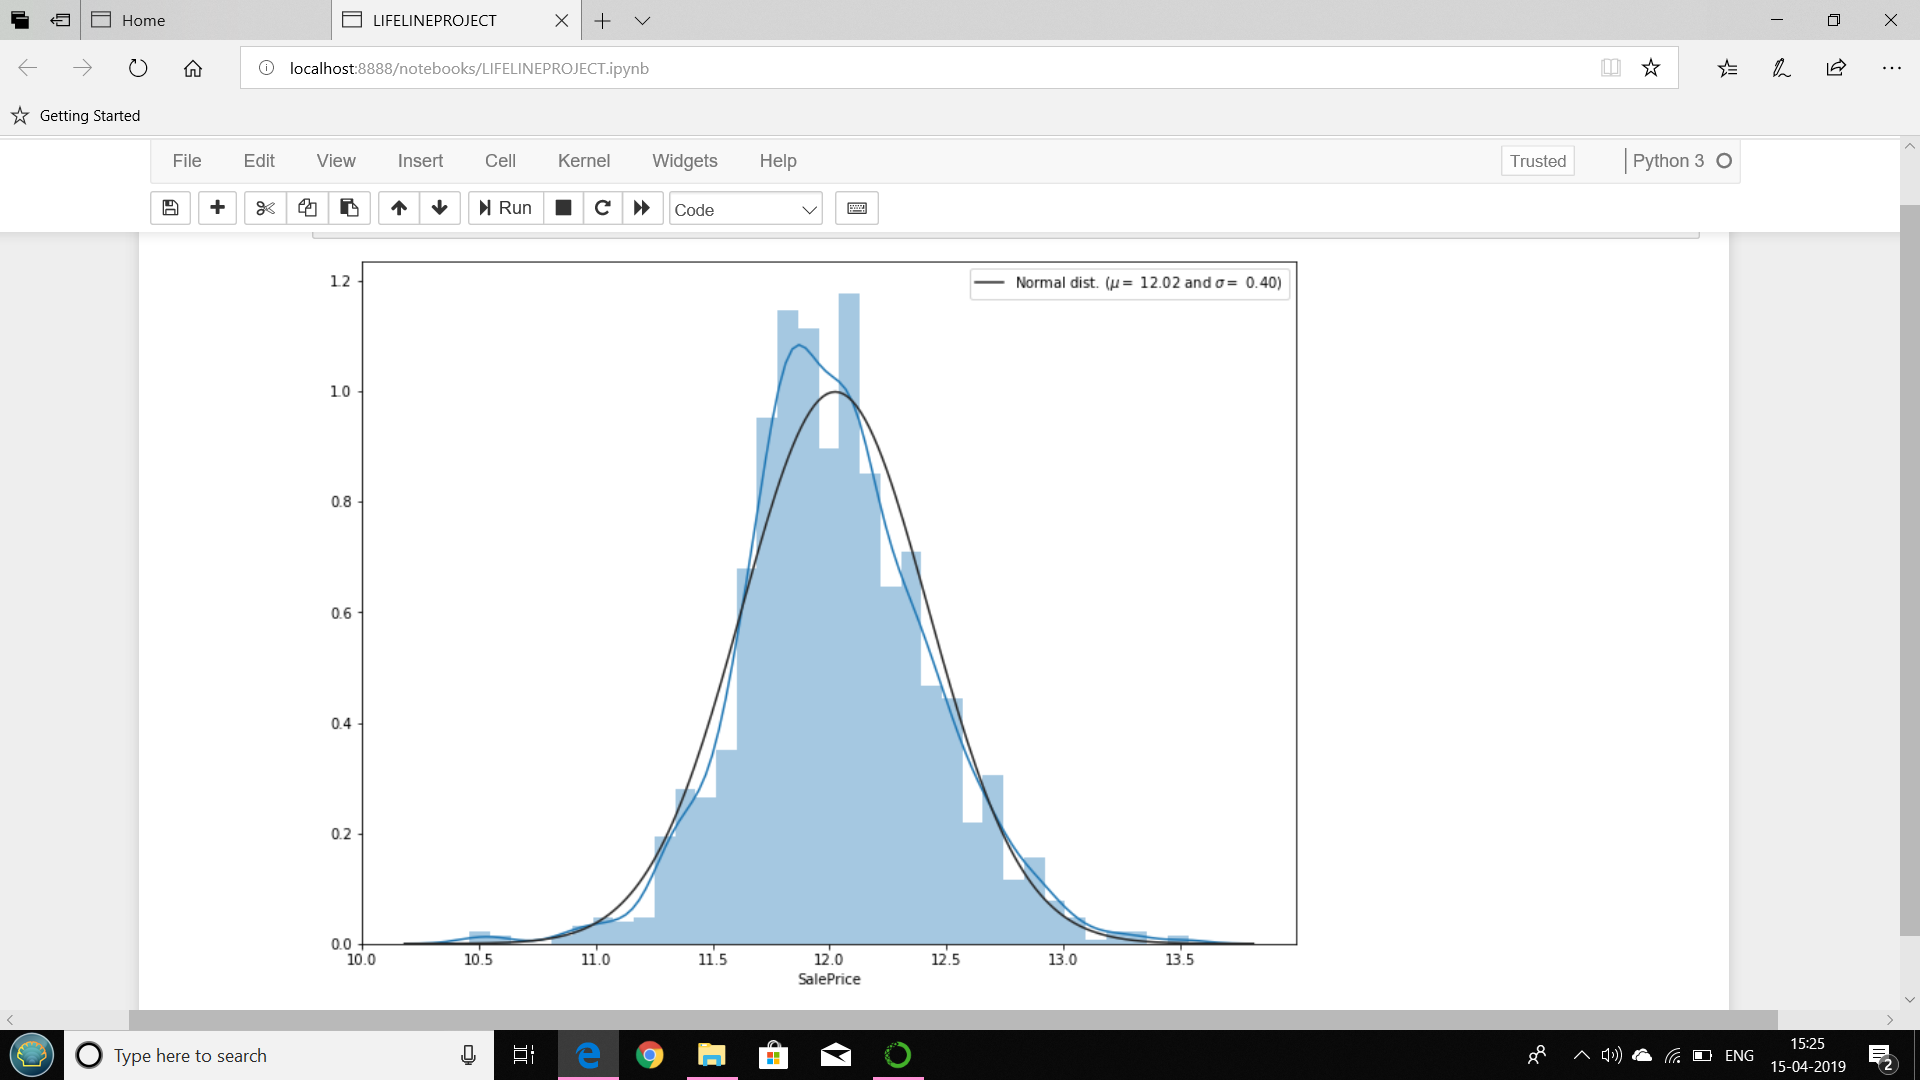 Home
LIFELINEPROJECT
localhost:8888/notebooks/LIFELINEPROJECT.ipynb
Getting Started
File Edit View Insert Cell Kernel Widgets Help
Trusted
Python 3
Run
Code
Normal dist. (μ= 12.02 and σ= 0.40)
1.2
1.0
0.8
0.6
0.4
0.2
0.0
10.0 10.5 11.0 11.5 12.0 12.5 13.0 13.5
SalePrice
Type here to search
ENG
15:25
15-04-2019
2